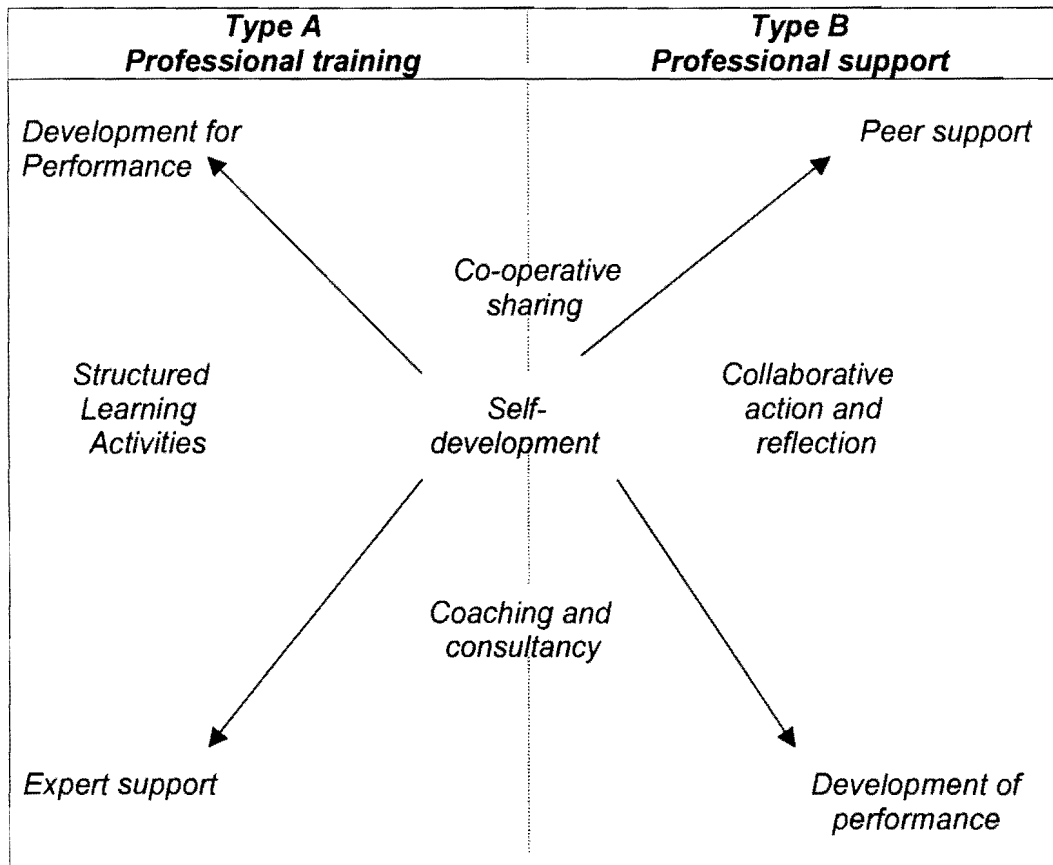 Type A
Professional training
Type B
Professional support
Development for
Performance
Peer support
Co-operative
sharing
Structured
Learning
Activities
Self-
development
Collaborative
action and
reflection
Coaching and
consultancy
Expert support
Development of
performance